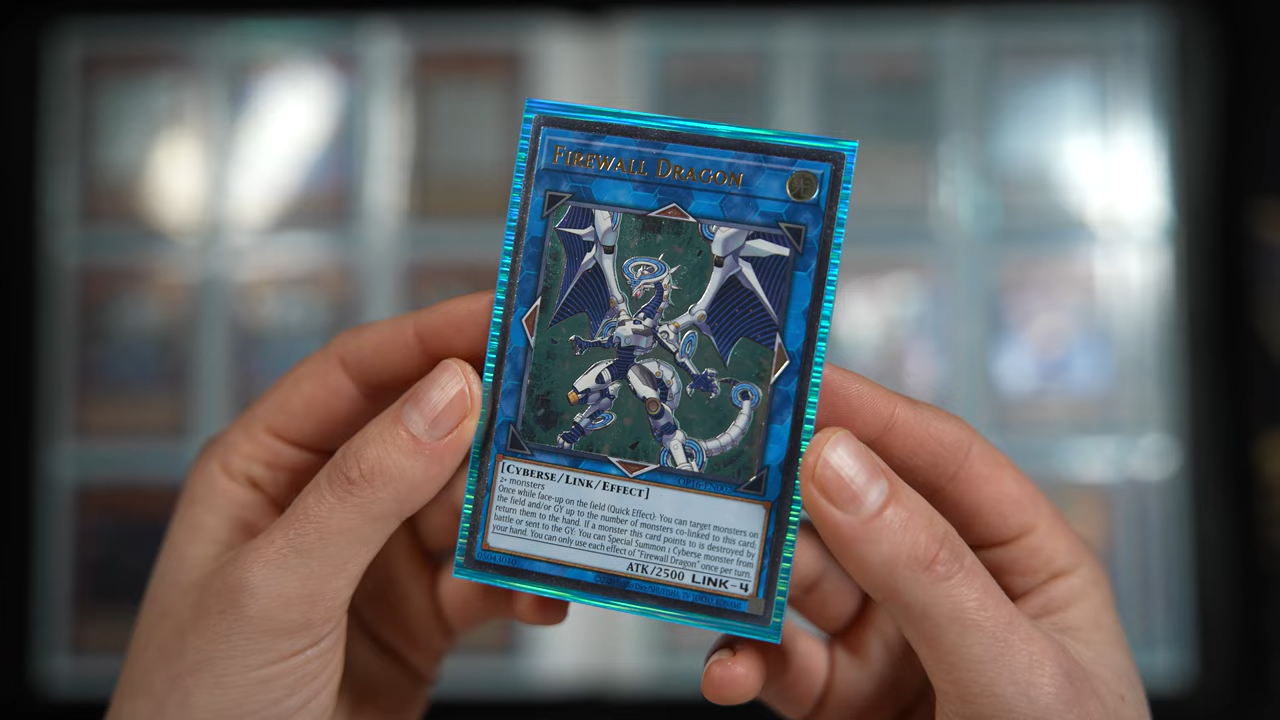 FIREWALL DRAGON
OP16-EN002
[CYBERSE/LINK/EFFECT]
2+ monsters
Once while face-up on the field (Quick Effect): You can target monsters on
the field and/or GY up to the number of monsters co-linked to this card;
return them to the hand. If a monster this card points to is destroyed by
battle or sent to the GY: You can Special Summon 1 Cyberse monster from
your hand. You can only use each effect of "Firewall Dragon" once per turn.
ATK/2500 LINK-4
05043010